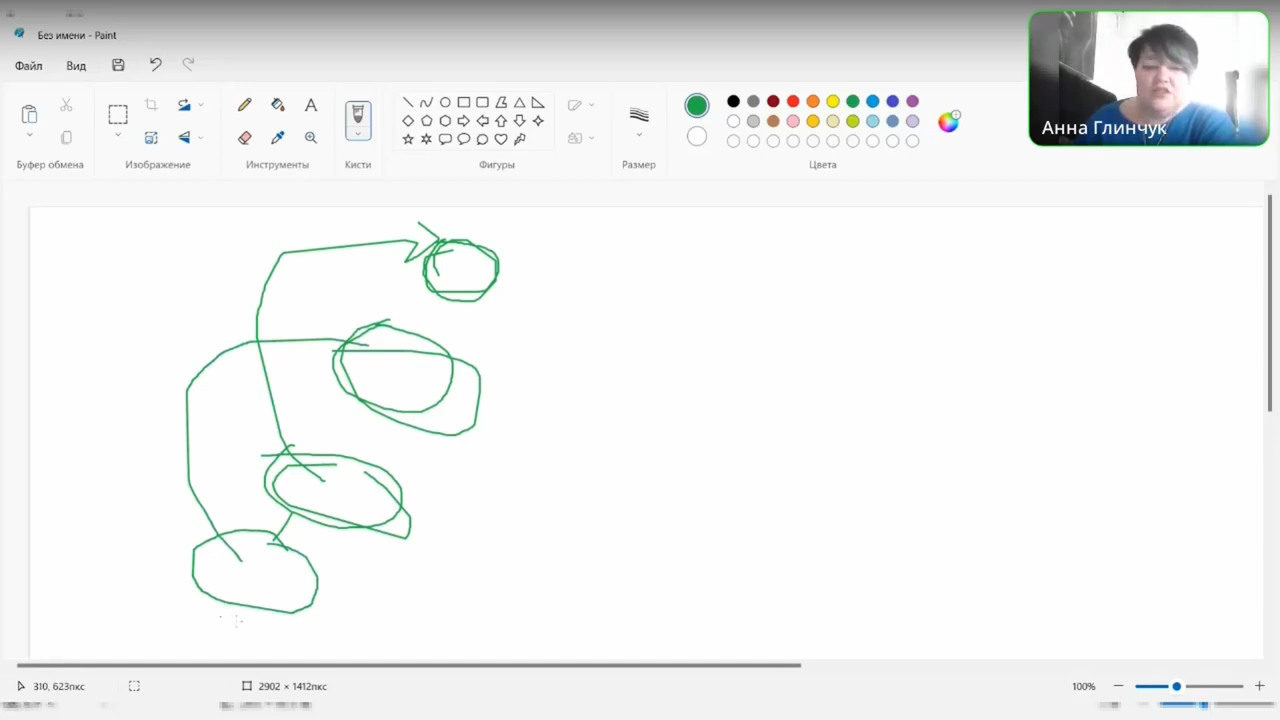 Без имени - Paint
Файл
Вид
Буфер обмена
Изображение
Инструменты
Кисти
Фигуры
Размер
Цвета
Анна Глинчук
310, 623пкс
2902 × 1412пкс
100%